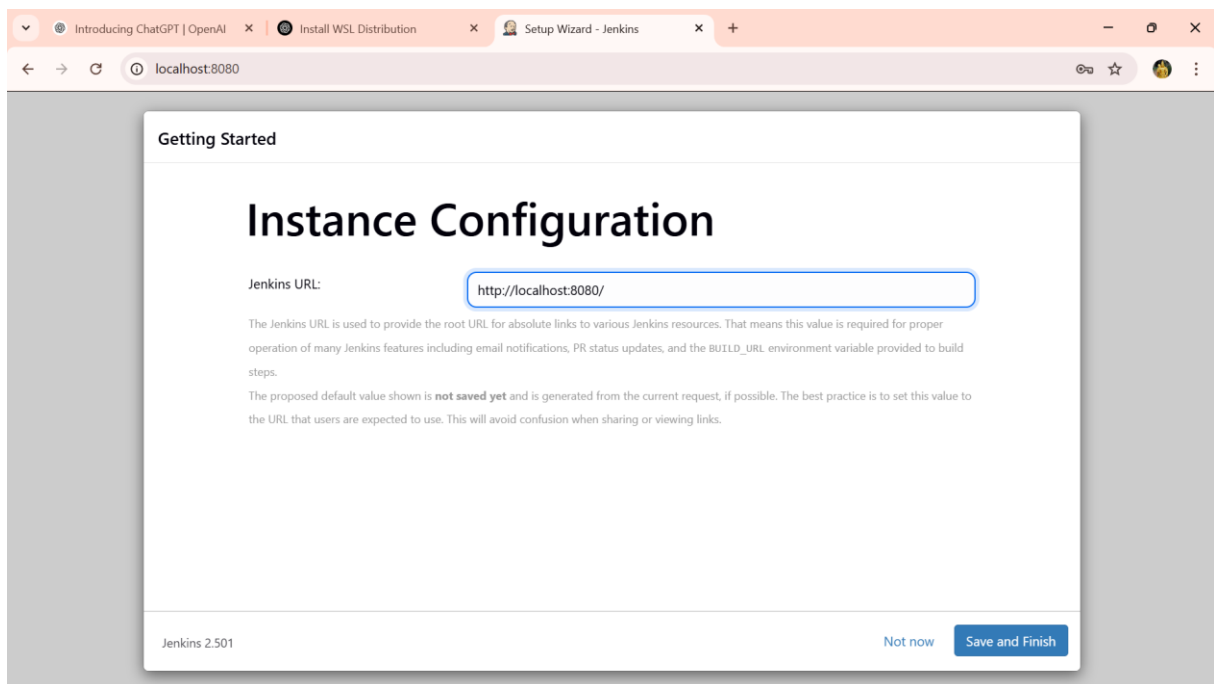 Introducing ChatGPT | OpenAI
Install WSL Distribution
Setup Wizard - Jenkins
localhost:8080
Getting Started
Instance Configuration
Jenkins URL:
http://localhost:8080/
The Jenkins URL is used to provide the root URL for absolute links to various Jenkins resources. That means this value is required for proper
operation of many Jenkins features including email notifications, PR status updates, and the BUILD_URL environment variable provided to build
steps.
The proposed default value shown is not saved yet and is generated from the current request, if possible. The best practice is to set this value to
the URL that users are expected to use. This will avoid confusion when sharing or viewing links.
Jenkins 2.501
Not now
Save and Finish